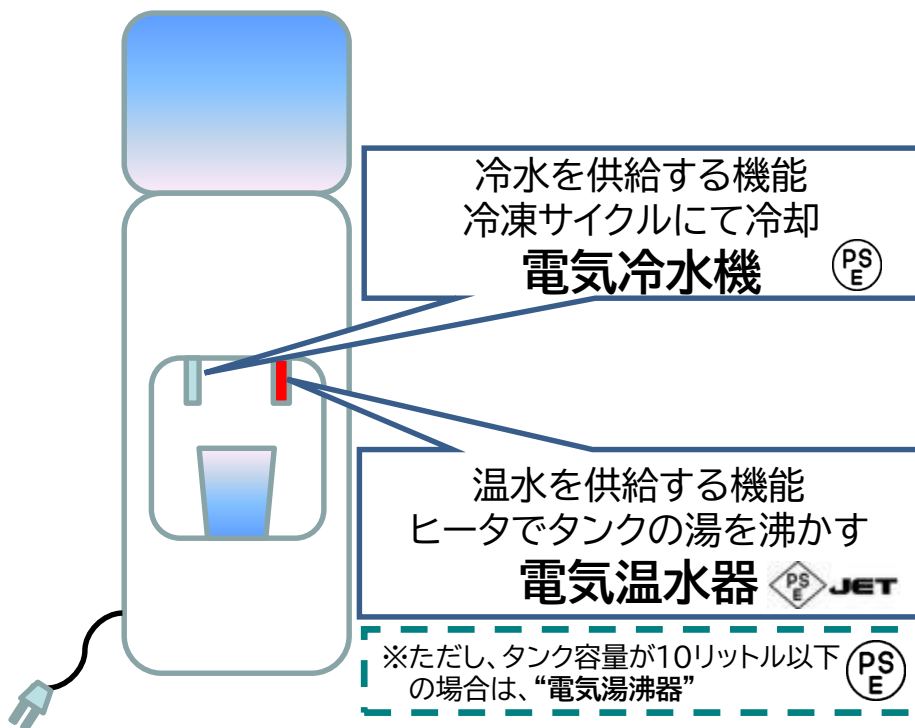 冷水を供給する機能
冷凍サイクルにて冷却
電気冷水機 PS E
温水を供給する機能
ヒータでタンクの湯を沸かす
電気温水器 PS E JET
※ただし、タンク容量が10リットル以下
の場合は、“電気湯沸器” PS E